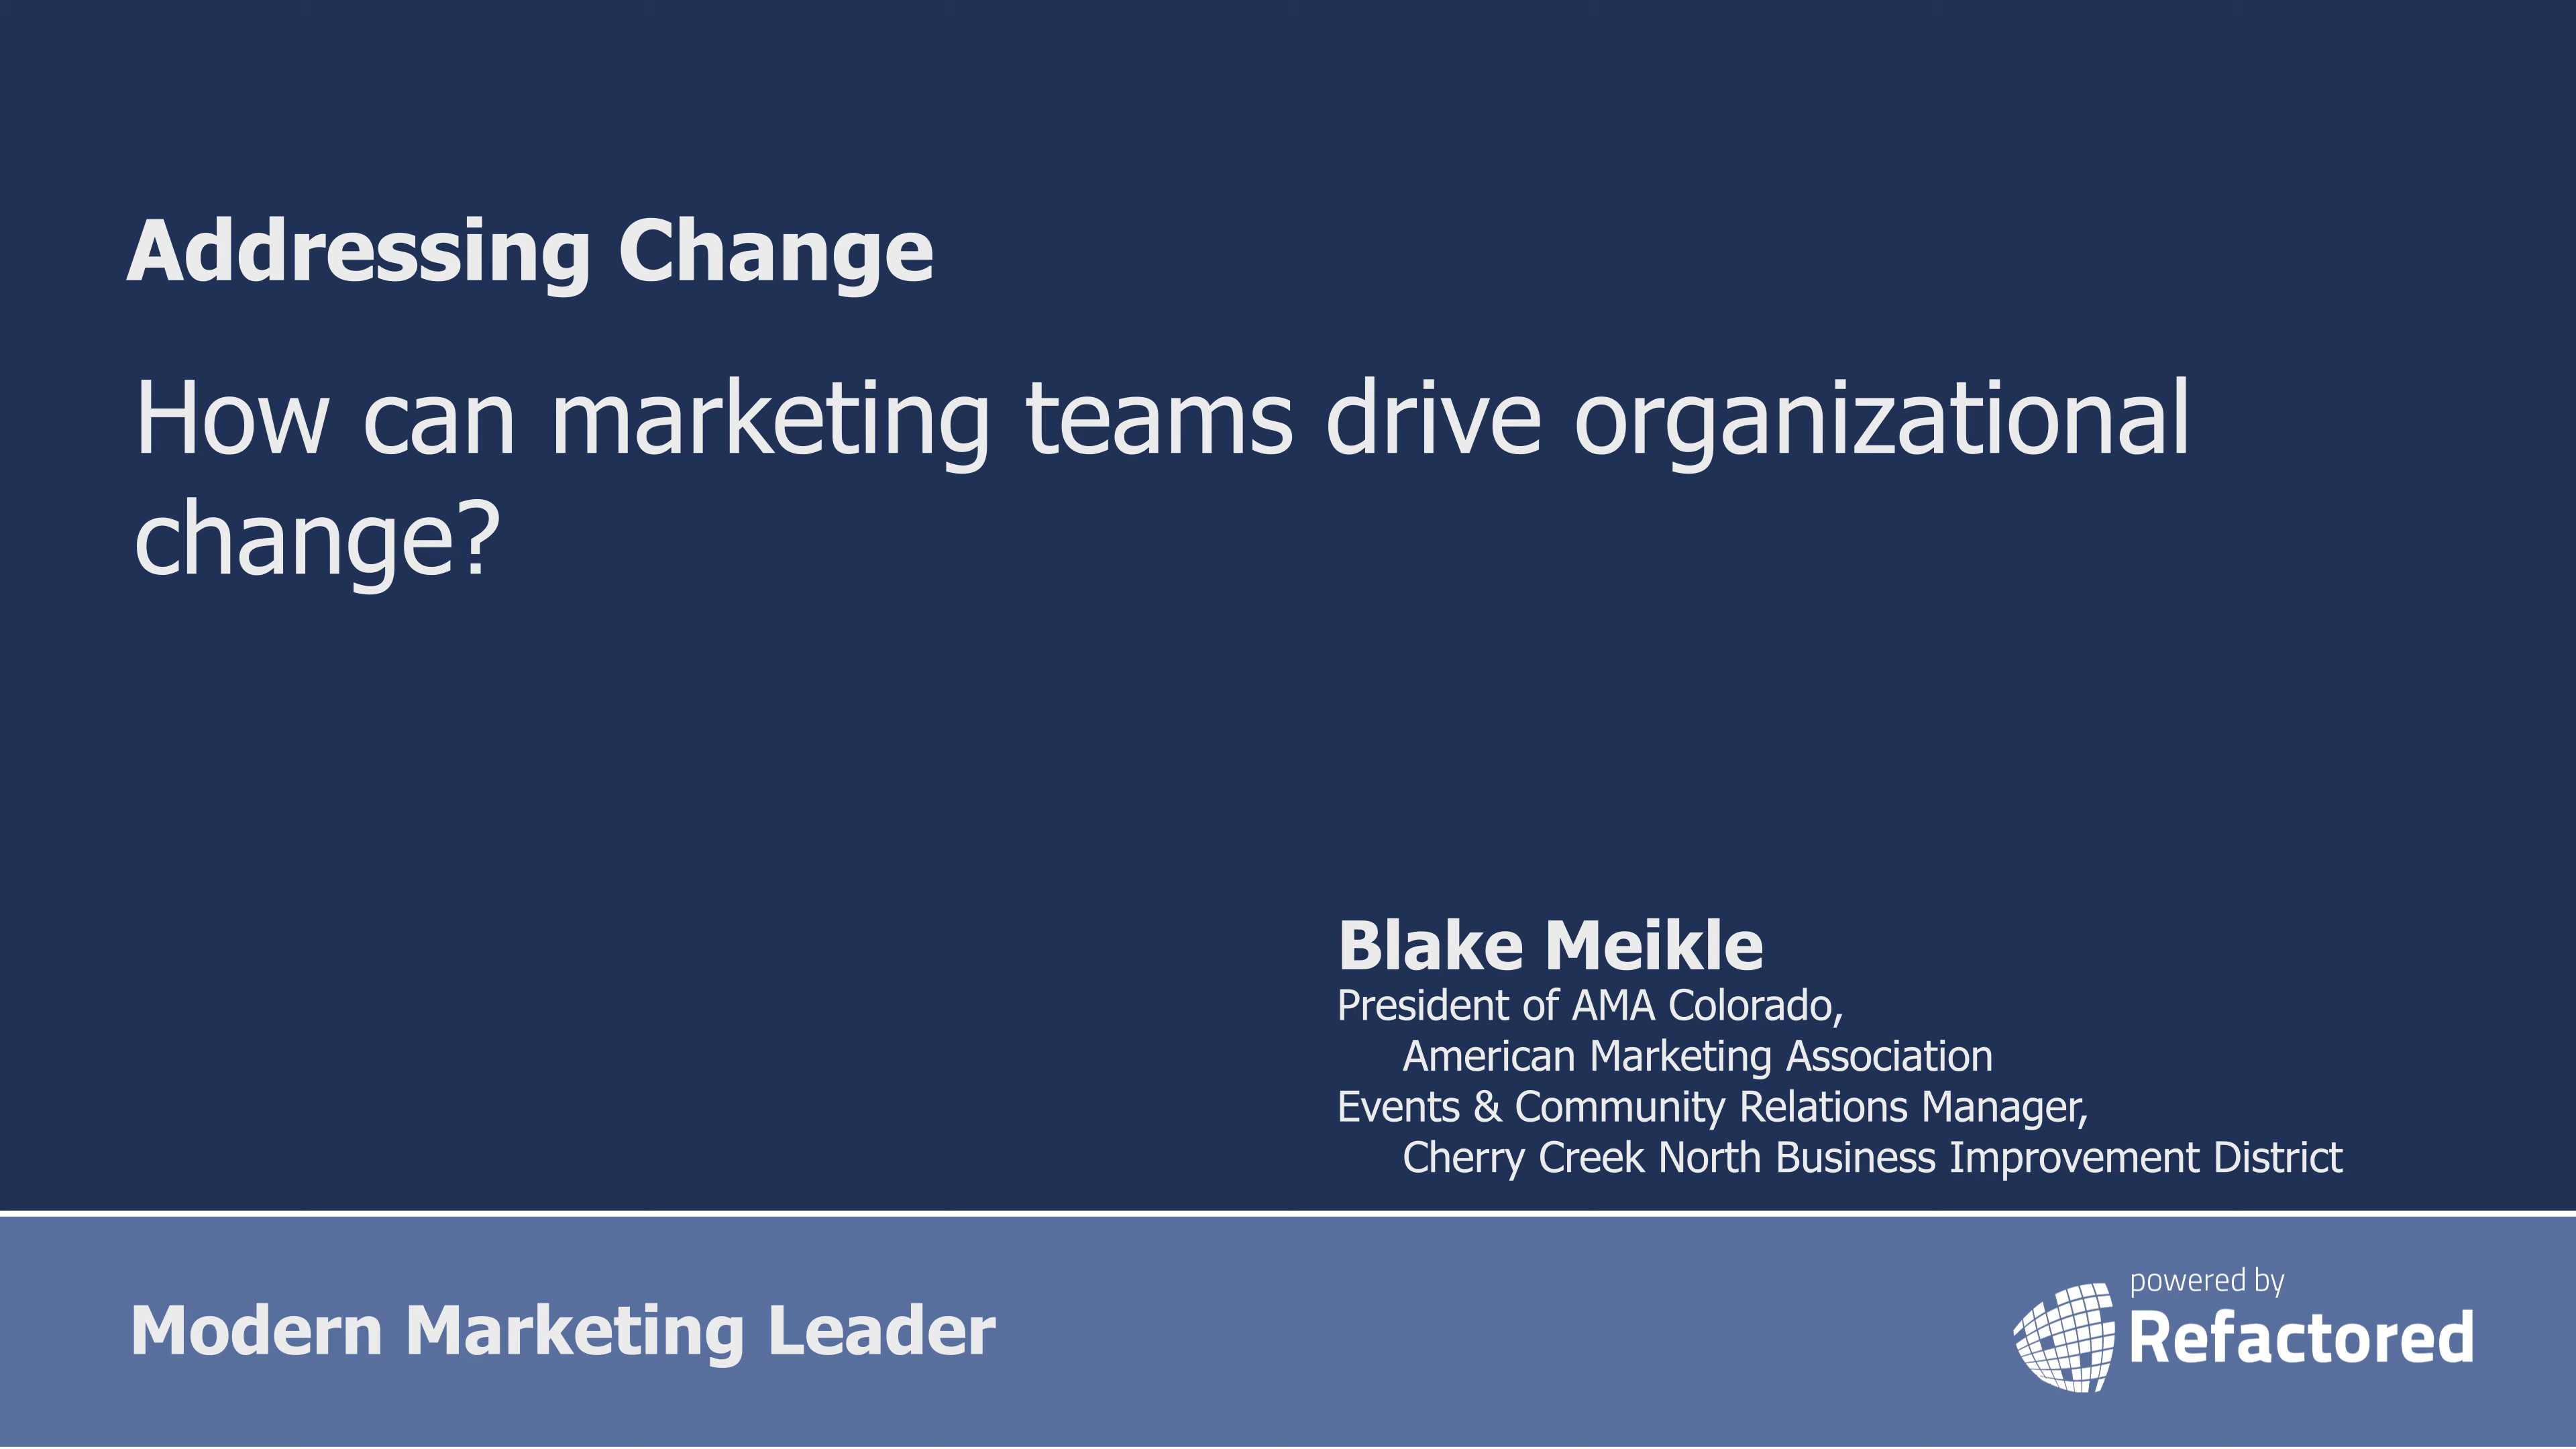 Addressing Change
How can marketing teams drive organizational
change?
Blake Meikle
President of AMA Colorado,
American Marketing Association
Events & Community Relations Manager,
Cherry Creek North Business Improvement District
Modern Marketing Leader
powered by
Refactored